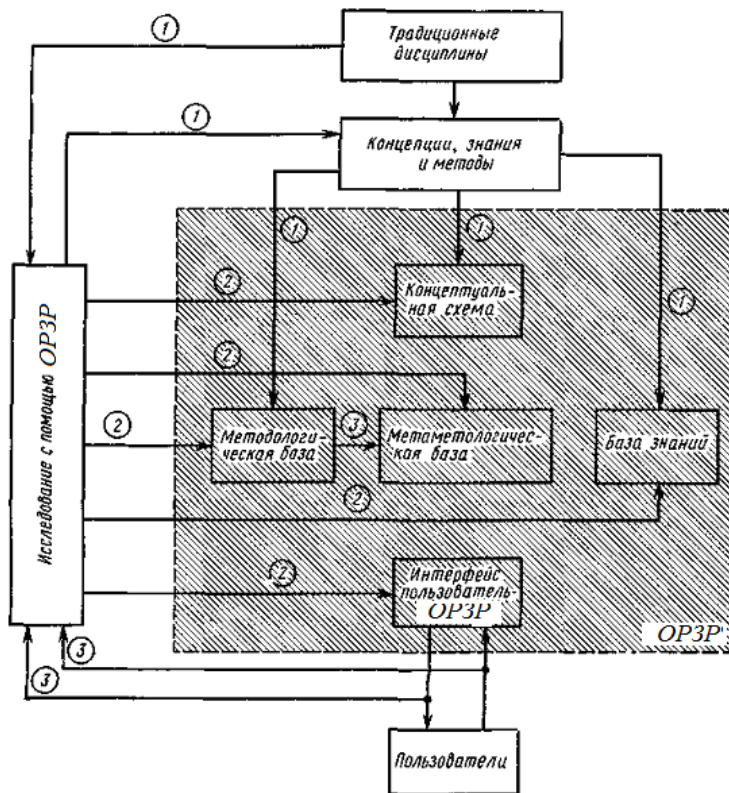 1
Традиционные
дисциплины
1
Концепции, знания
и методы
1
1
2
Концептуаль-
ная схема
1
2
Исследование с помощью ОРЗР
2
Методологи-
ческая база
3
Метаметологичес-
кая база
База знаний
2
2
Интерфейс
пользователь-
ОРЗР
ОРЗР
3
3
Пользователи